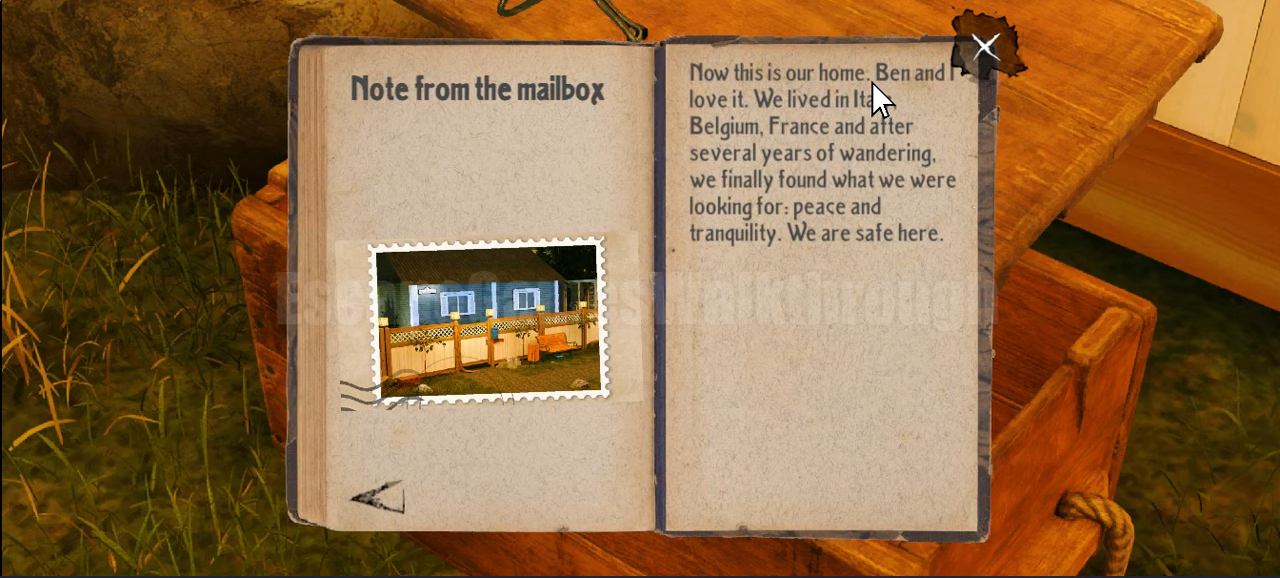 Note from the mailbox
Now this is our home. Ben and I
love it. We lived in
Belgium, France and after
several years of wandering,
we finally found what we were
looking for: peace and
tranquility. We are safe here.